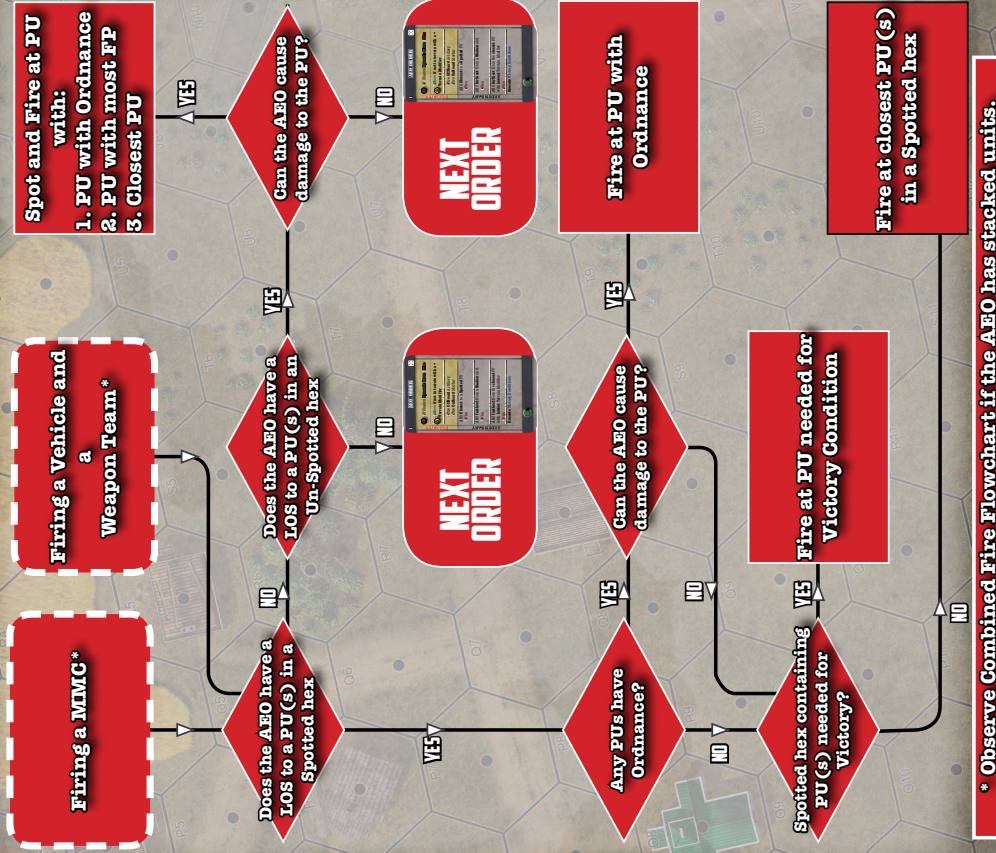 Firing a MMC*
Firing a Vehicle and
a
Weapon Team*
Spot and Fire at PU
with:
1. PU with Ordnance
2. PU with most FP
3. Closest PU
YES
Does the AEO have a
LOS to a PU(s) in a
Spotted hex
NO
Does the AEO have a
LOS to a PU(s) in an
Un-Spotted hex
YES
Can the AEO cause
damage to the PU?
YES
NO
NO
NEXT
ORDER
NEXT
ORDER
Any PUs have
Ordnance?
YES
Can the AEO cause
damage to the PU?
YES
Fire at PU with
Ordnance
NO
NO
Spotted hex containing
PU(s) needed for
Victory?
YES
Fire at PU needed for
Victory Condition
NO
Fire at closest PU(s)
in a Spotted hex
* Observe Combined Fire Flowchart if the AEO has stacked units.